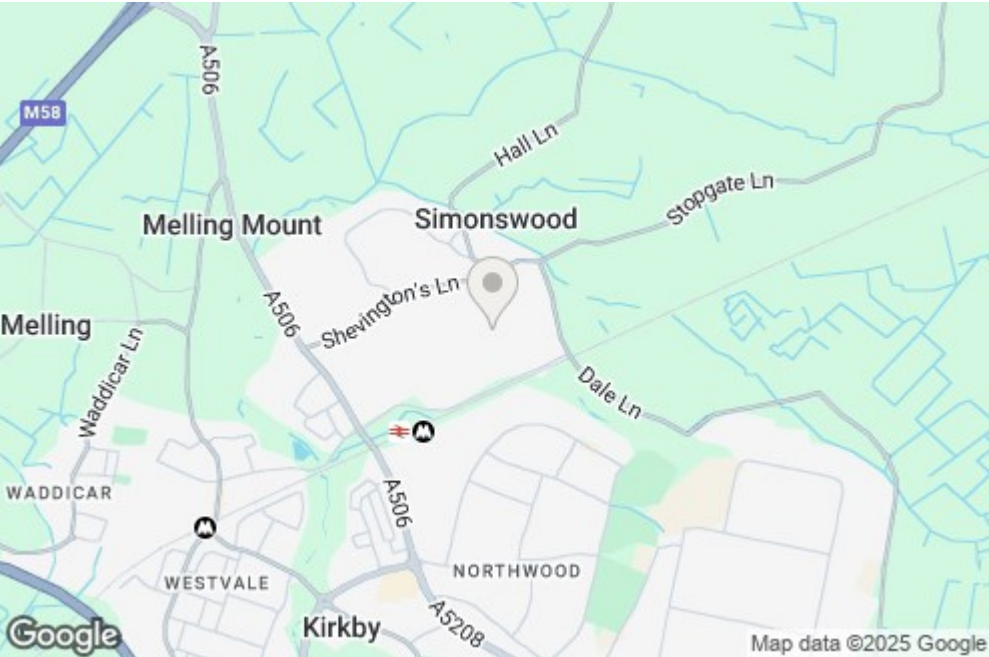 A506
M58
Hall Ln
Stopgate Ln
Melling Mount
Simonswood
Shevington's Ln
A506
Melling
Waddicar Ln
Dale Ln
WADDICAR
A506
NORTHWOOD
WESTVALE
Kirkby
A5208
Google
Map data ©2025 Google